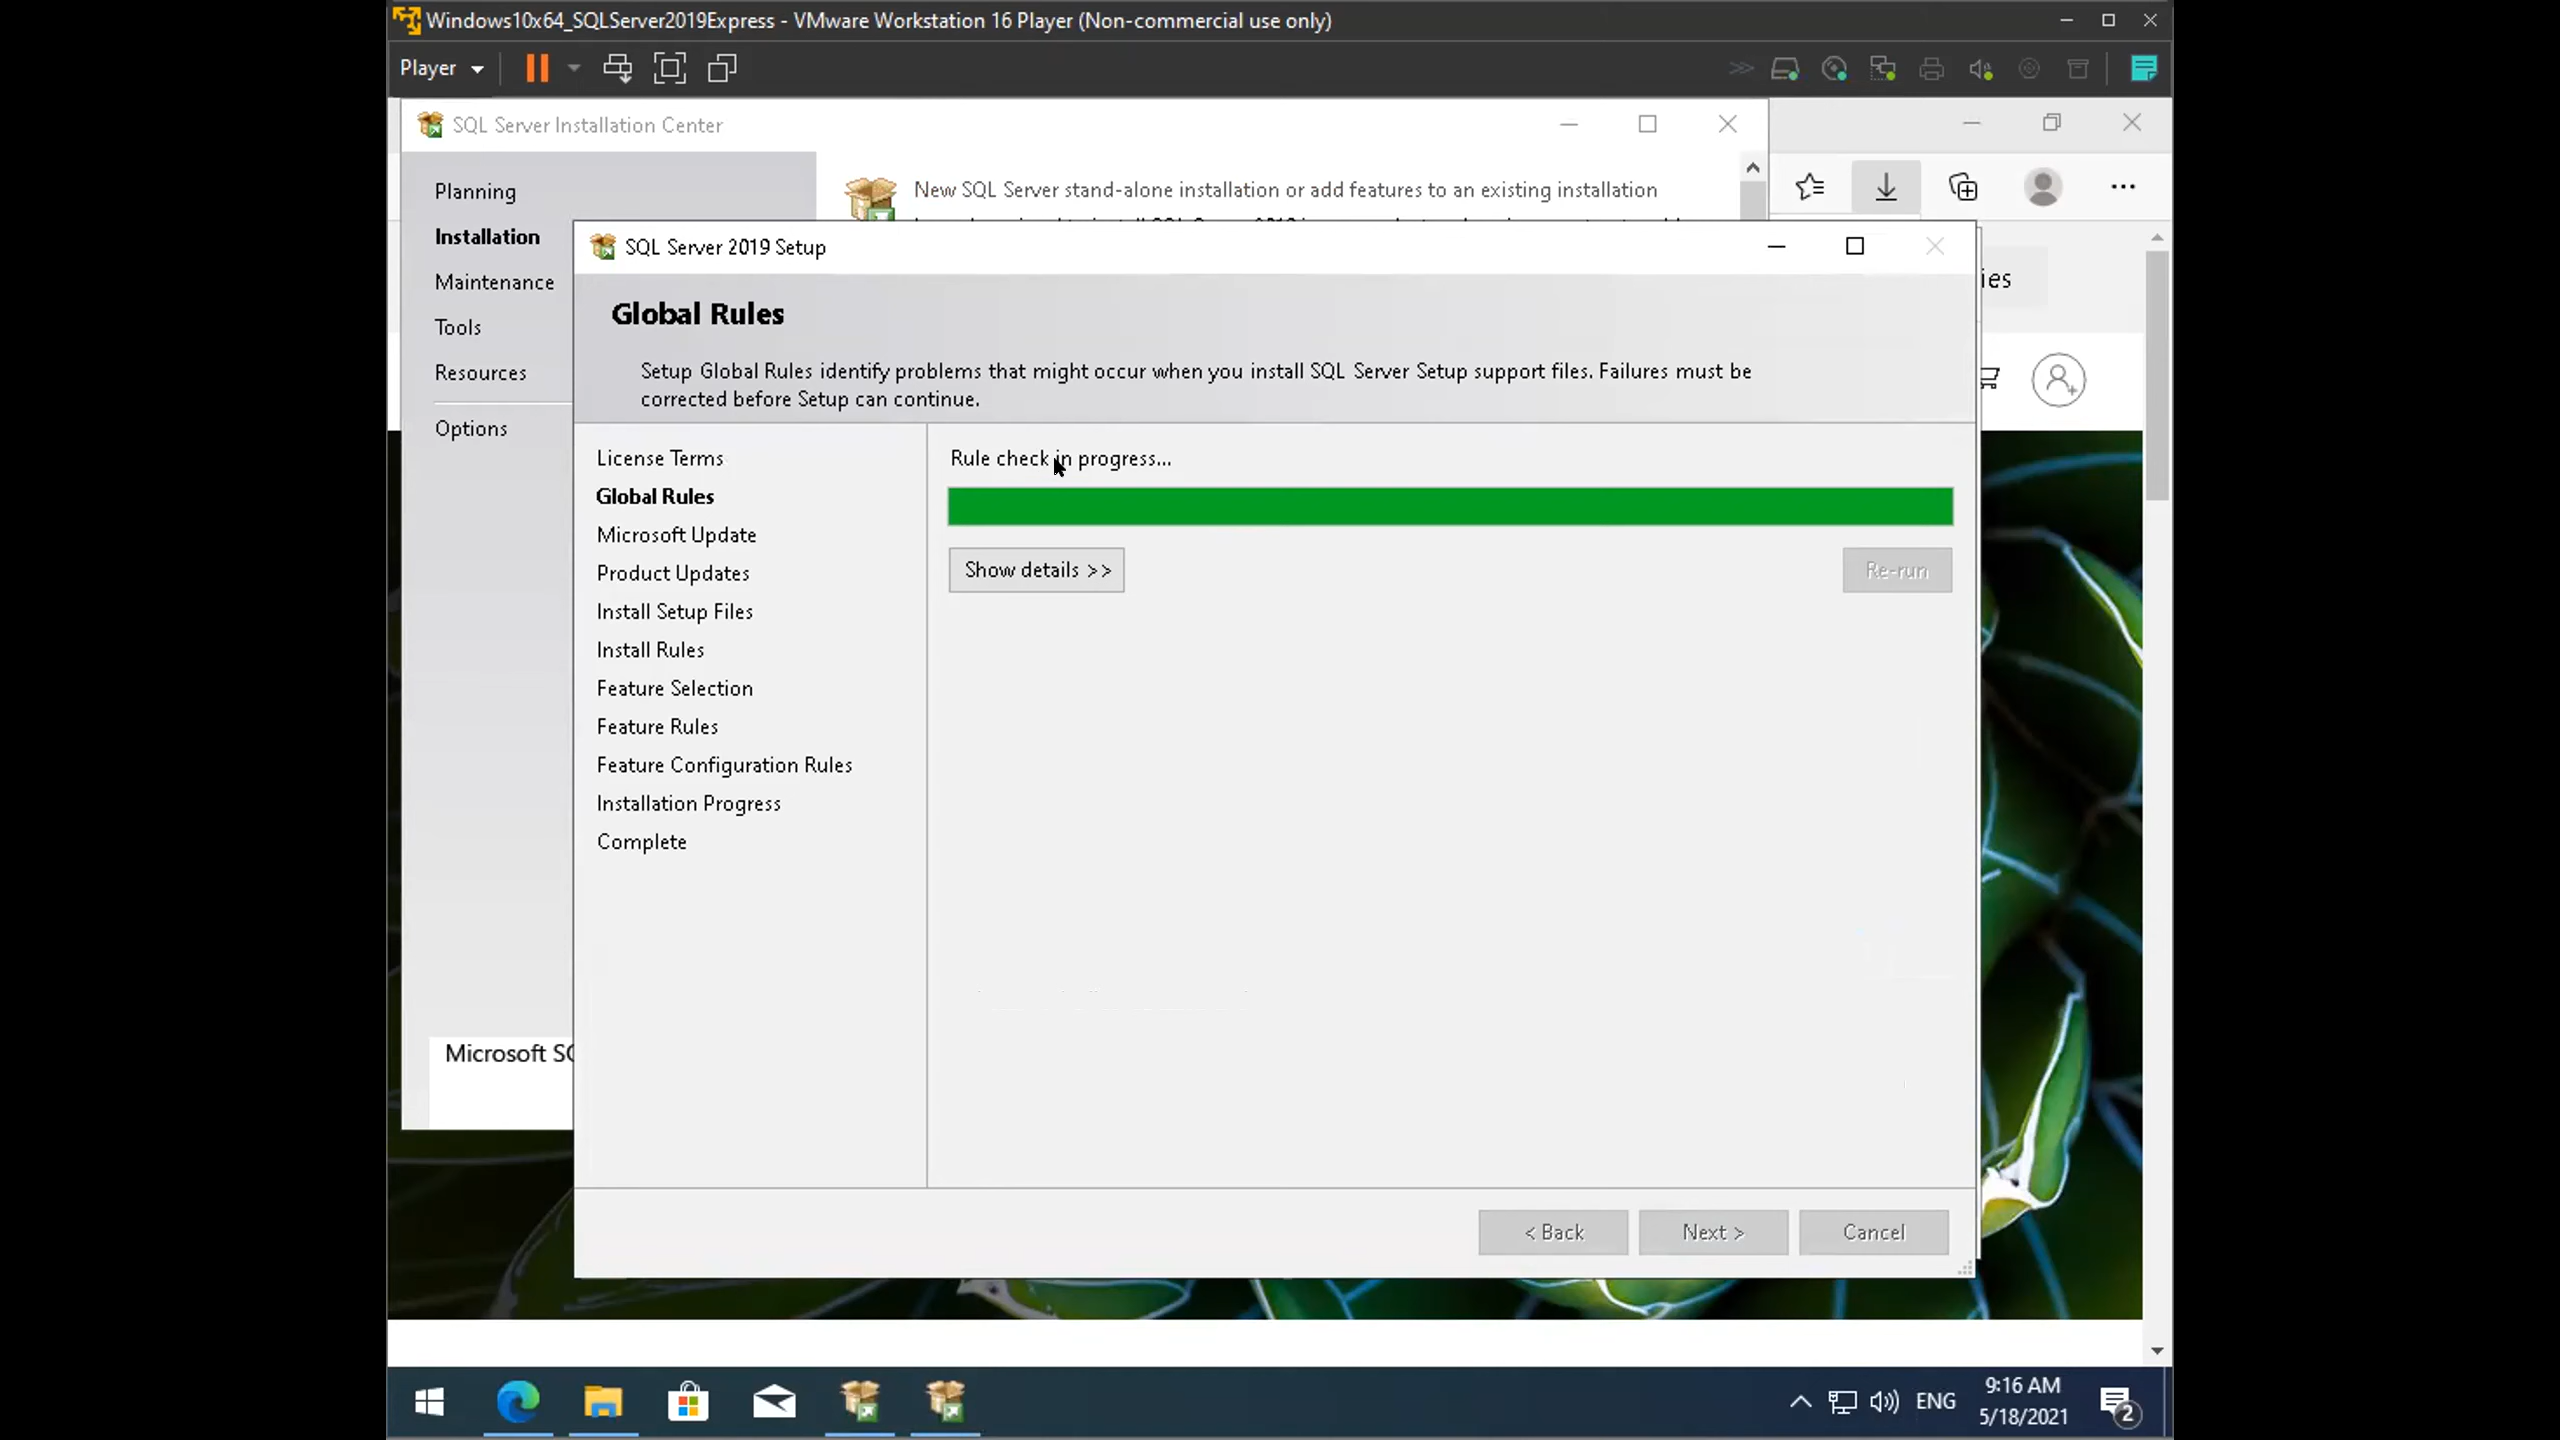 Windows10x64_SQLServer2019Express - VMware Workstation 16 Player (Non-commercial use only)
Player
SQL Server Installation Center
Planning
Installation
Maintenance
Tools
Resources
Options
New SQL Server stand-alone installation or add features to an existing installation
SQL Server 2019 Setup
ies
Global Rules
Setup Global Rules identify problems that might occur when you install SQL Server Setup support files. Failures must be
corrected before Setup can continue.
License Terms
Global Rules
Microsoft Update
Product Updates
Install Setup Files
Install Rules
Feature Selection
Feature Rules
Feature Configuration Rules
Installation Progress
Complete
Rule check in progress...
Show details >>
Re-run
Microsoft SQ
< Back
Next >
Cancel
ENG
9:16 AM
5/18/2021
2